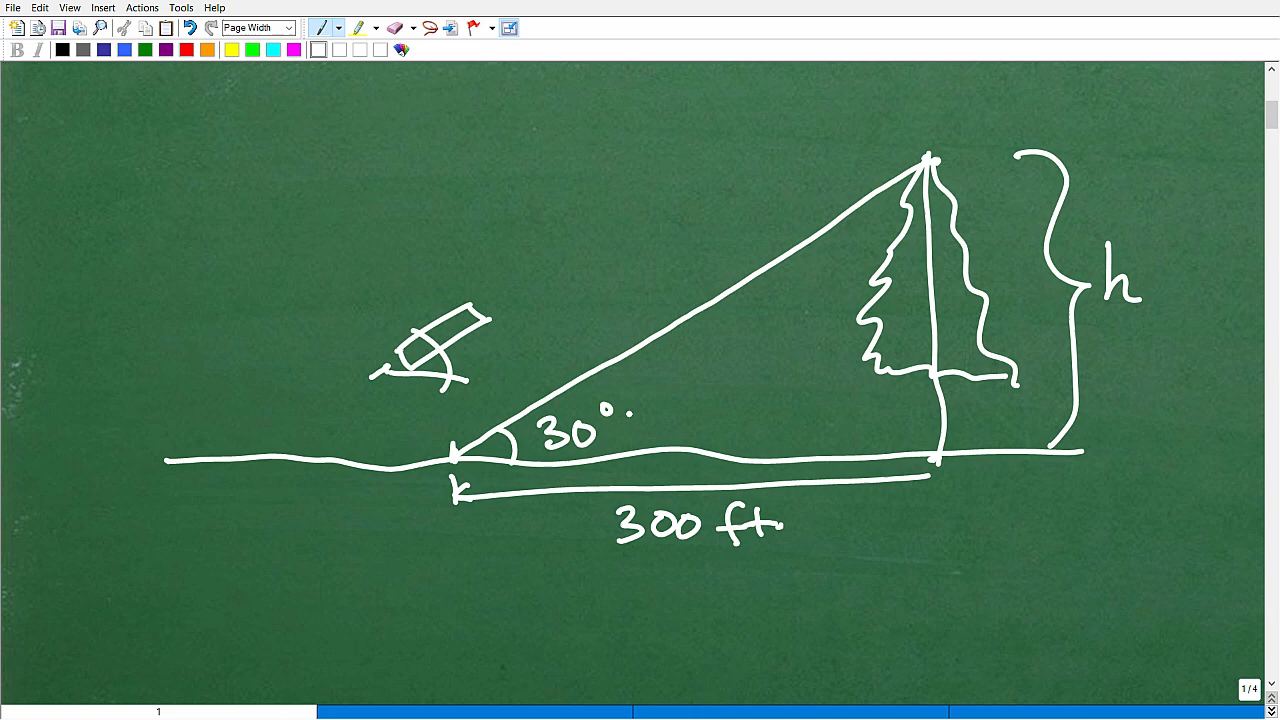 File Edit View Insert Actions Tools Help
Page Width
B I
h
30°.
300 ft.
1 / 4
1